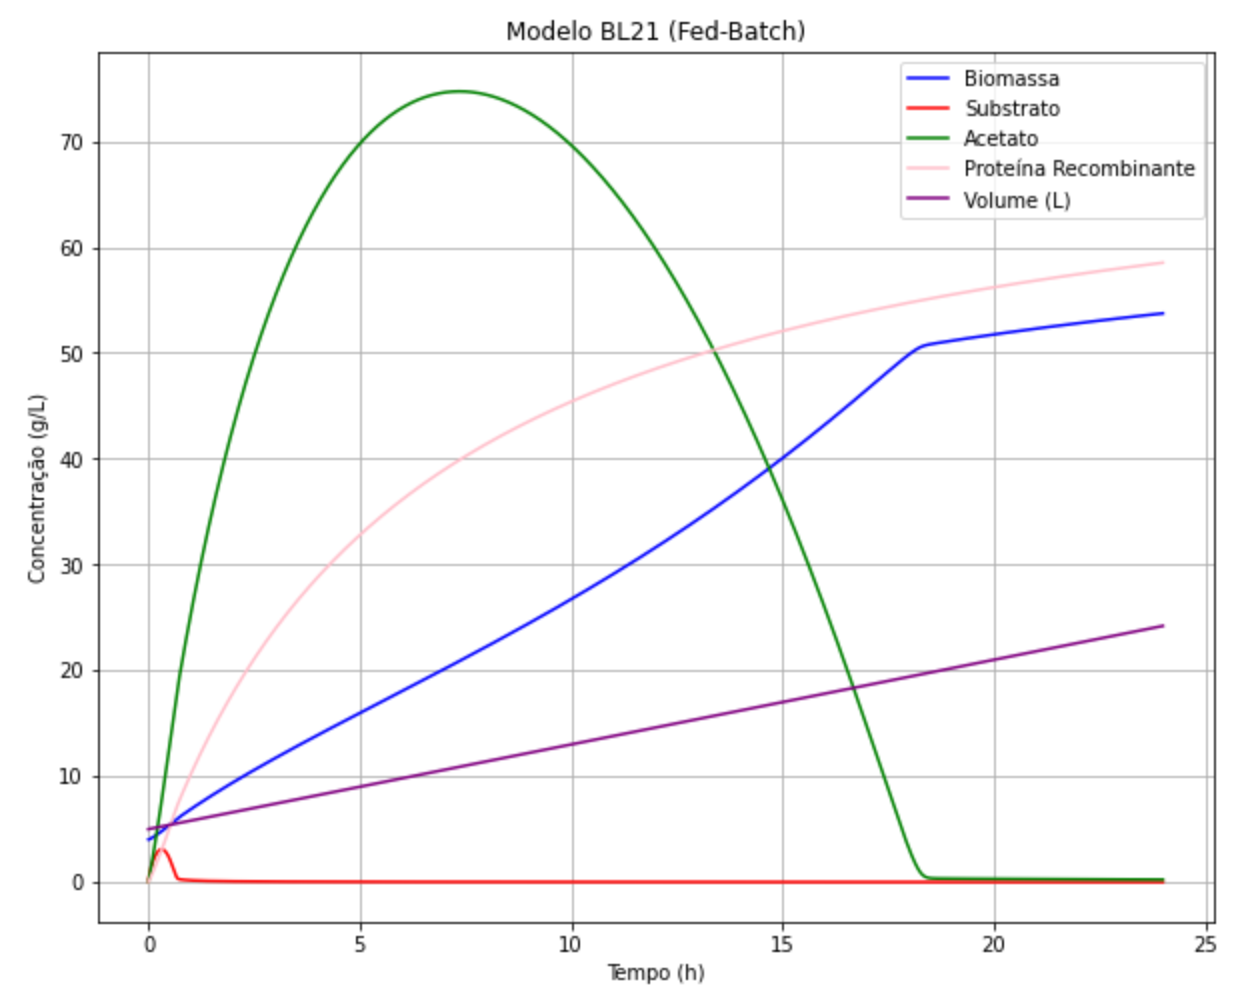 Modelo BL21 (Fed-Batch)
Biomassa
Substrato
Acetato
Proteína Recombinante
Volume (L)
Concentração (g/L)
70
60
50
40
30
20
10
0
0 5 10 15 20 25
Tempo (h)